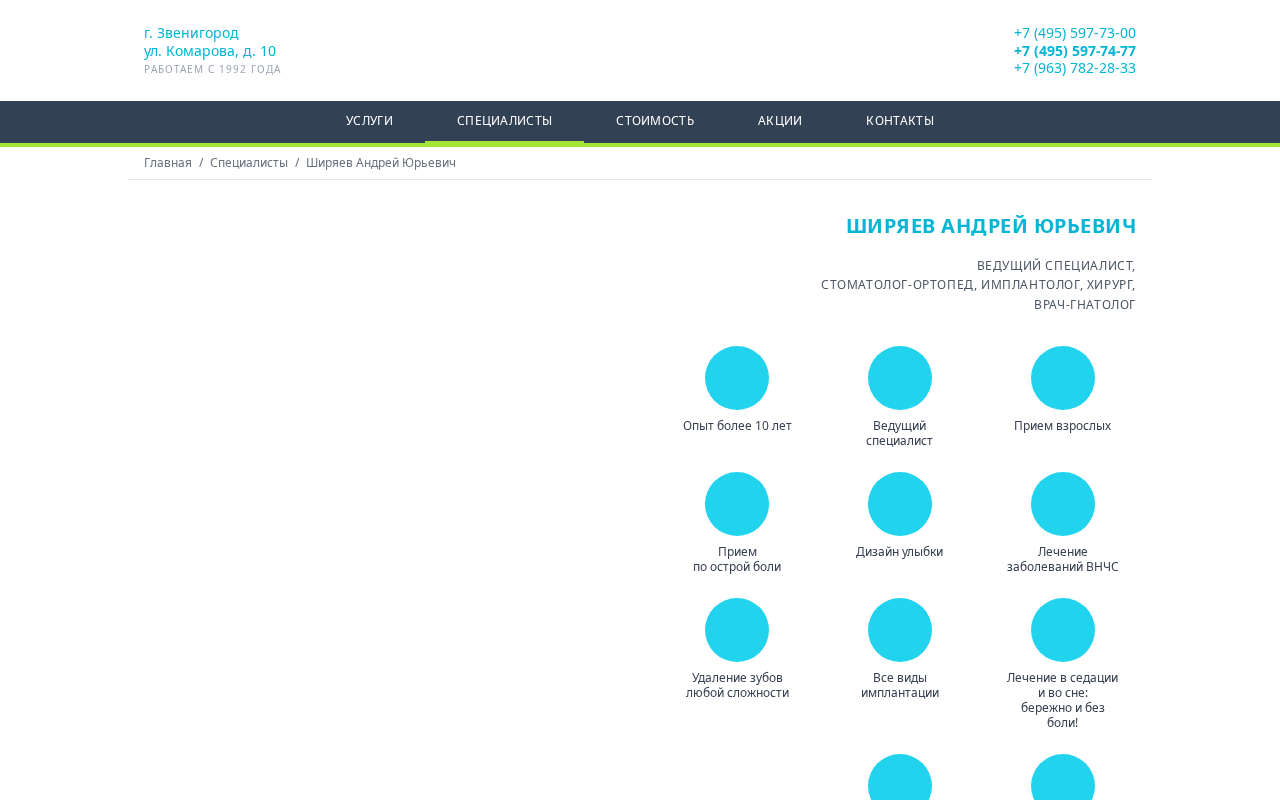 г. Звенигород
ул. Комарова, д. 10
РАБОТАЕМ С 1992 ГОДА
+7 (495) 597-73-00
+7 (495) 597-74-77
+7 (963) 782-28-33
УСЛУГИ СПЕЦИАЛИСТЫ СТОИМОСТЬ АКЦИИ КОНТАКТЫ
Главная / Специалисты / Ширяев Андрей Юрьевич
ШИРЯЕВ АНДРЕЙ ЮРЬЕВИЧ
ВЕДУЩИЙ СПЕЦИАЛИСТ,
СТОМАТОЛОГ-ОРТОПЕД, ИМПЛАНТОЛОГ, ХИРУРГ,
ВРАЧ-ГНАТОЛОГ
Опыт более 10 лет
Ведущий
специалист
Прием взрослых
Прием
по острой боли
Дизайн улыбки
Лечение
заболеваний ВНЧС
Удаление зубов
любой сложности
Все виды
имплантации
Лечение в седации
и во сне:
бережно и без
боли!